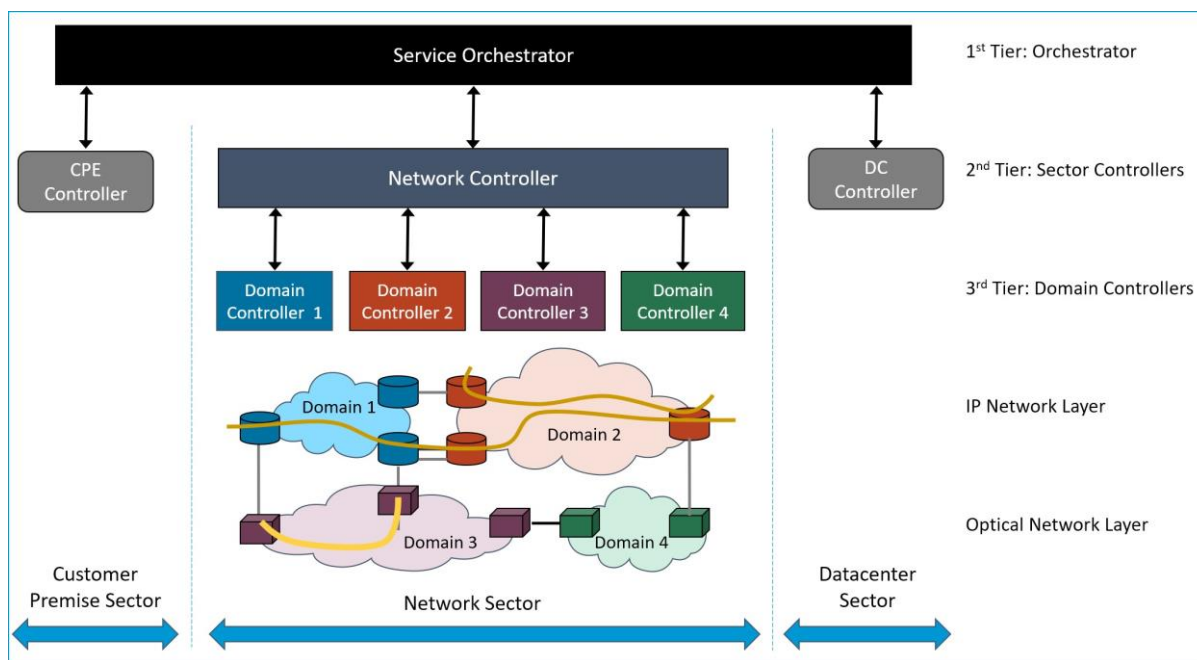 Service Orchestrator
1st Tier: Orchestrator
CPE
Controller
Network Controller
DC
Controller
2nd Tier: Sector Controllers
Domain
Controller 1
Domain
Controller 2
Domain
Controller 3
Domain
Controller 4
3rd Tier: Domain Controllers
Domain 1
Domain 2
IP Network Layer
Domain 3
Domain 4
Optical Network Layer
Customer
Premise Sector
Network Sector
Datacenter
Sector